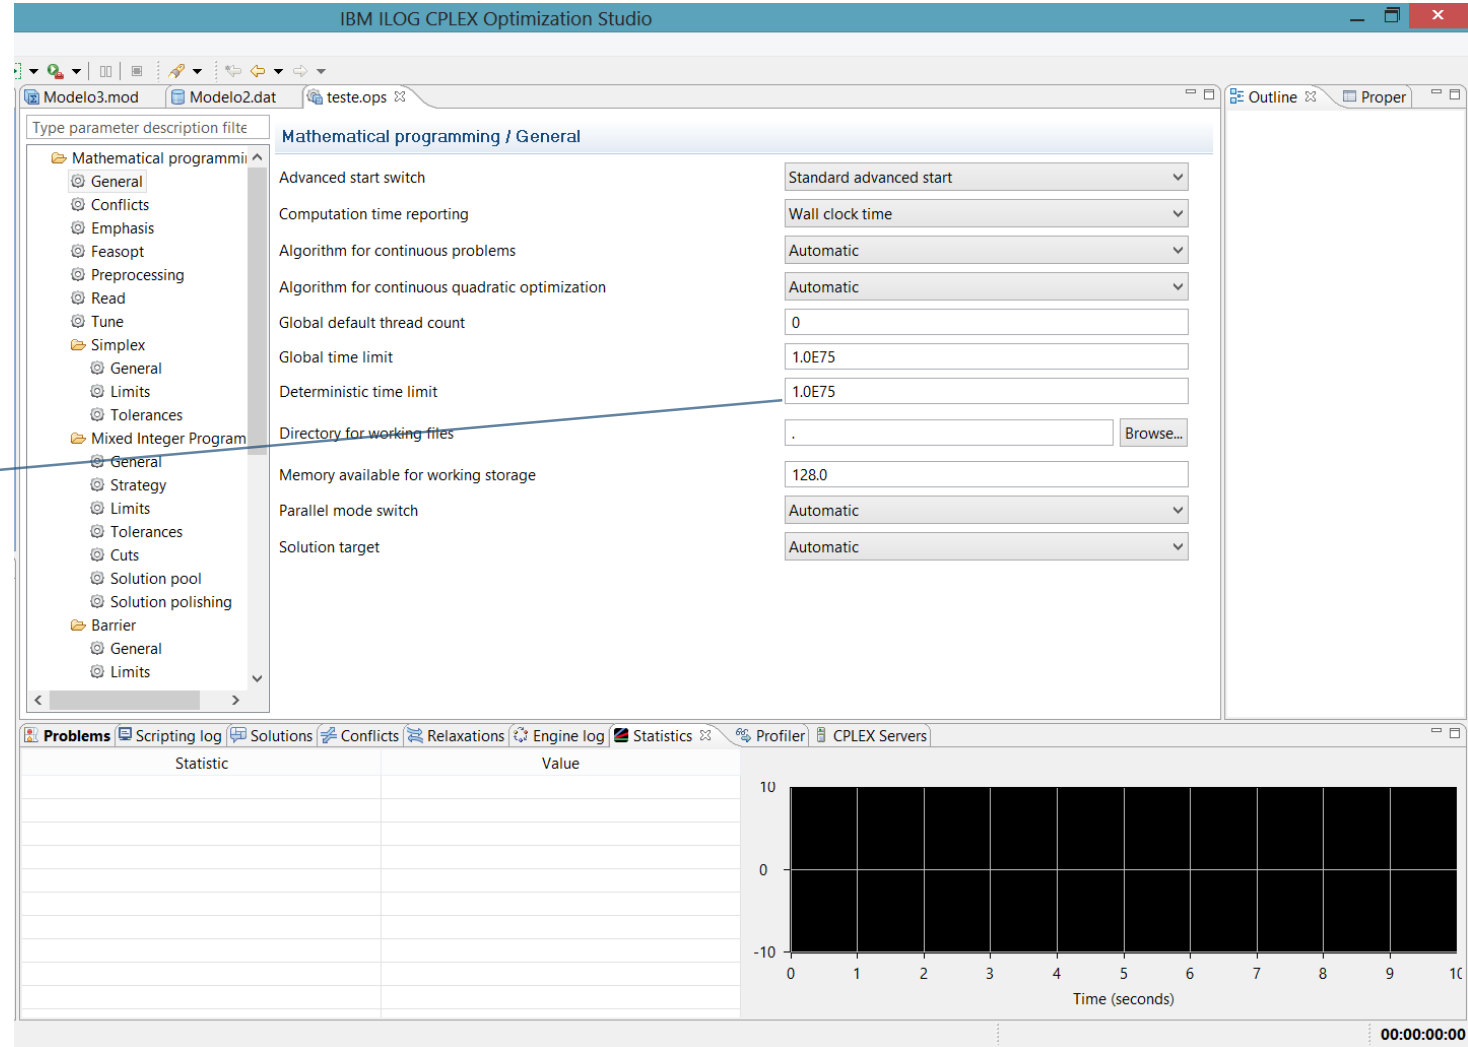 IBM ILOG CPLEX Optimization Studio
Modelo3.mod Modelo2.dat teste.ops
Outline Proper
Type parameter description filte
Mathematical programmi
General
Conflicts
Emphasis
Feasopt
Preprocessing
Read
Tune
Simplex
General
Limits
Tolerances
Mixed Integer Program
General
Strategy
Limits
Tolerances
Cuts
Solution pool
Solution polishing
Barrier
General
Limits
Mathematical programming / General
Advanced start switch Standard advanced start
Computation time reporting Wall clock time
Algorithm for continuous problems Automatic
Algorithm for continuous quadratic optimization Automatic
Global default thread count 0
Global time limit 1.0E75
Deterministic time limit 1.0E75
Directory for working files . Browse...
Memory available for working storage 128.0
Parallel mode switch Automatic
Solution target Automatic
Problems Scripting log Solutions Conflicts Relaxations Engine log Statistics Profiler CPLEX Servers
Statistic Value
10
0
-10
0 1 2 3 4 5 6 7 8 9 10
Time (seconds)
00:00:00:00